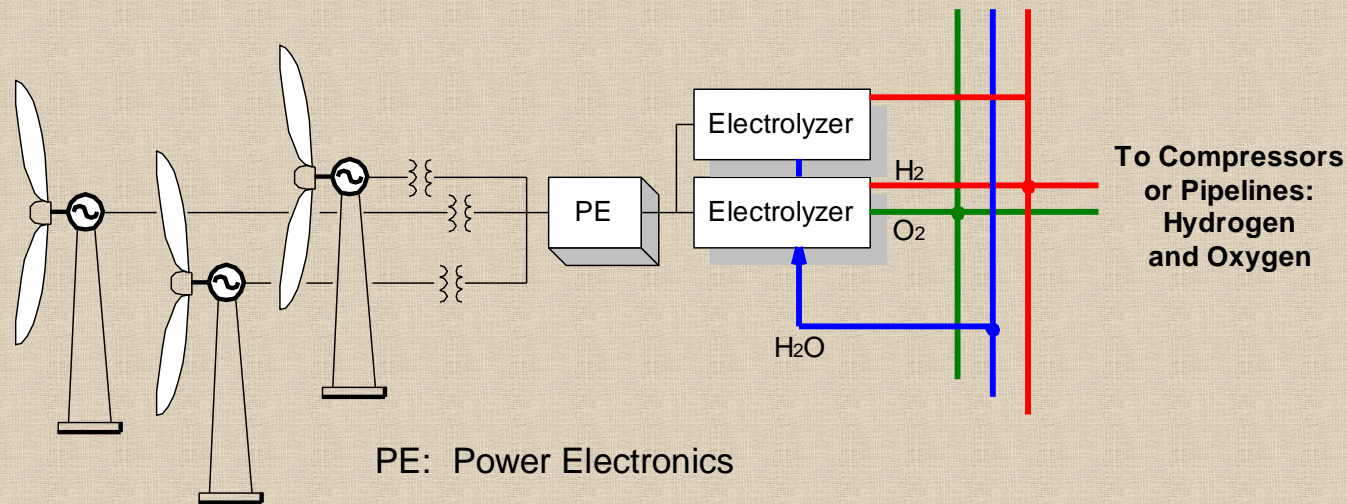 Electrolyzer
H2
To Compressors
or Pipelines:
Hydrogen
and Oxygen
PE
Electrolyzer
O2
H2O
PE: Power Electronics